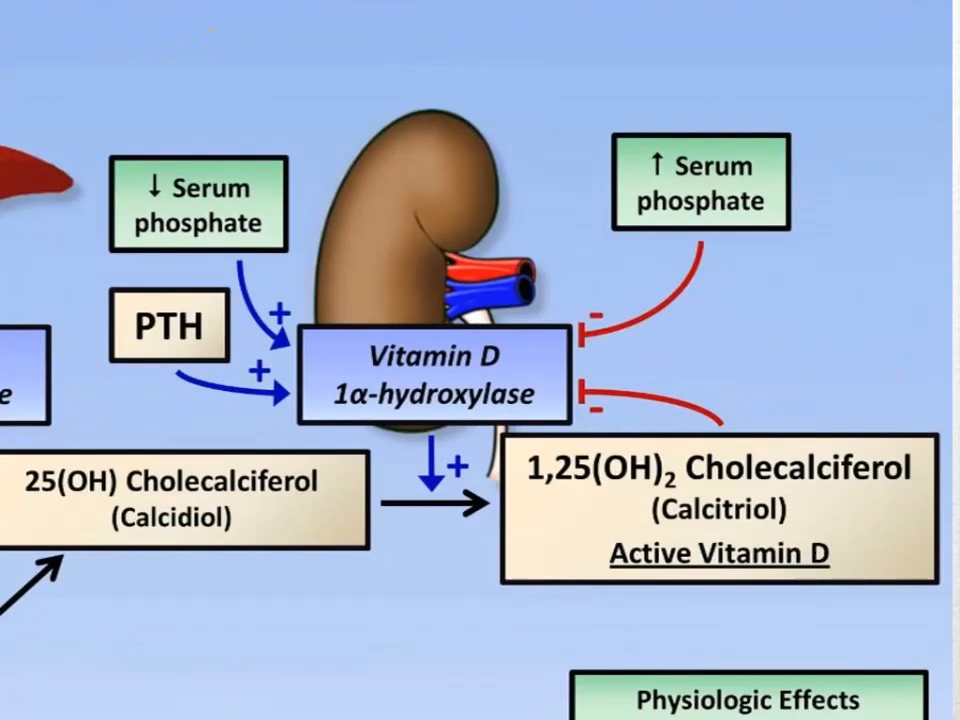 ↓ Serum
phosphate
↑ Serum
phosphate
PTH
+
+
-
-
Vitamin D
1α-hydroxylase
e
+
25(OH) Cholecalciferol
(Calcidiol)
1,25(OH)₂ Cholecalciferol
(Calcitriol)
Active Vitamin D
Physiologic Effects